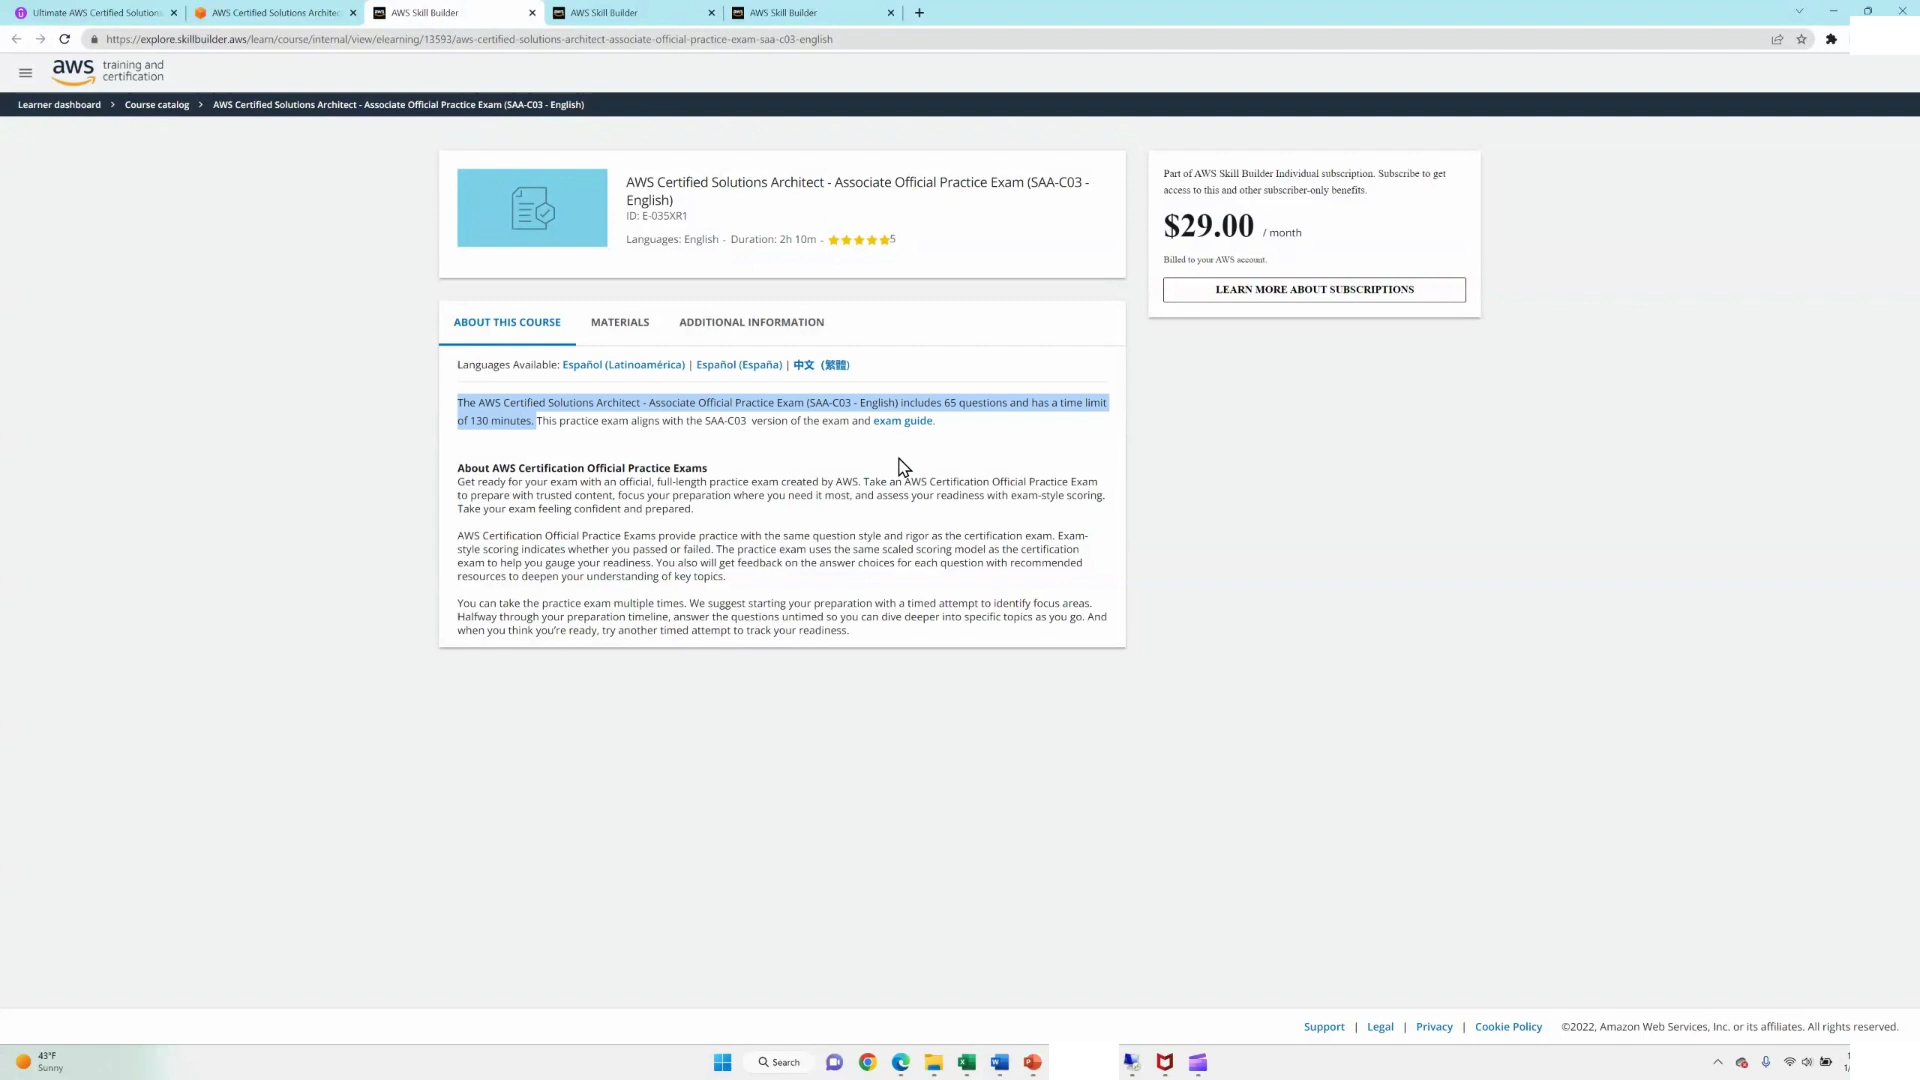 Ultimate AWS Certified Solutions
AWS Certified Solutions Architec
AWS Skill Builder
AWS Skill Builder
AWS Skill Builder
https://explore.skillbuilder.aws/learn/course/internal/view/elearning/13593/aws-certified-solutions-architect-associate-official-practice-exam-saa-c03-english
aws training and
certification
Learner dashboard > Course catalog > AWS Certified Solutions Architect - Associate Official Practice Exam (SAA-C03 - English)
AWS Certified Solutions Architect - Associate Official Practice Exam (SAA-C03 -
English)
ID: E-035XR1
Languages: English - Duration: 2h 10m - 5
Part of AWS Skill Builder Individual subscription. Subscribe to get
access to this and other subscriber-only benefits.
$29.00 / month
Billed to your AWS account.
LEARN MORE ABOUT SUBSCRIPTIONS
ABOUT THIS COURSE MATERIALS ADDITIONAL INFORMATION
Languages Available: Español (Latinoamérica) | Español (España) | 中文（繁體）
The AWS Certified Solutions Architect - Associate Official Practice Exam (SAA-C03 - English) includes 65 questions and has a time limit
of 130 minutes. This practice exam aligns with the SAA-C03 version of the exam and exam guide.
About AWS Certification Official Practice Exams
Get ready for your exam with an official, full-length practice exam created by AWS. Take an AWS Certification Official Practice Exam
to prepare with trusted content, focus your preparation where you need it most, and assess your readiness with exam-style scoring.
Take your exam feeling confident and prepared.
AWS Certification Official Practice Exams provide practice with the same question style and rigor as the certification exam. Exam-
style scoring indicates whether you passed or failed. The practice exam uses the same scaled scoring model as the certification
exam to help you gauge your readiness. You also will get feedback on the answer choices for each question with recommended
resources to deepen your understanding of key topics.
You can take the practice exam multiple times. We suggest starting your preparation with a timed attempt to identify focus areas.
Halfway through your preparation timeline, answer the questions untimed so you can dive deeper into specific topics as you go. And
when you think you're ready, try another timed attempt to track your readiness.
Support | Legal | Privacy | Cookie Policy ©2022, Amazon Web Services, Inc. or its affiliates. All rights reserved.
43°F
Sunny
Search